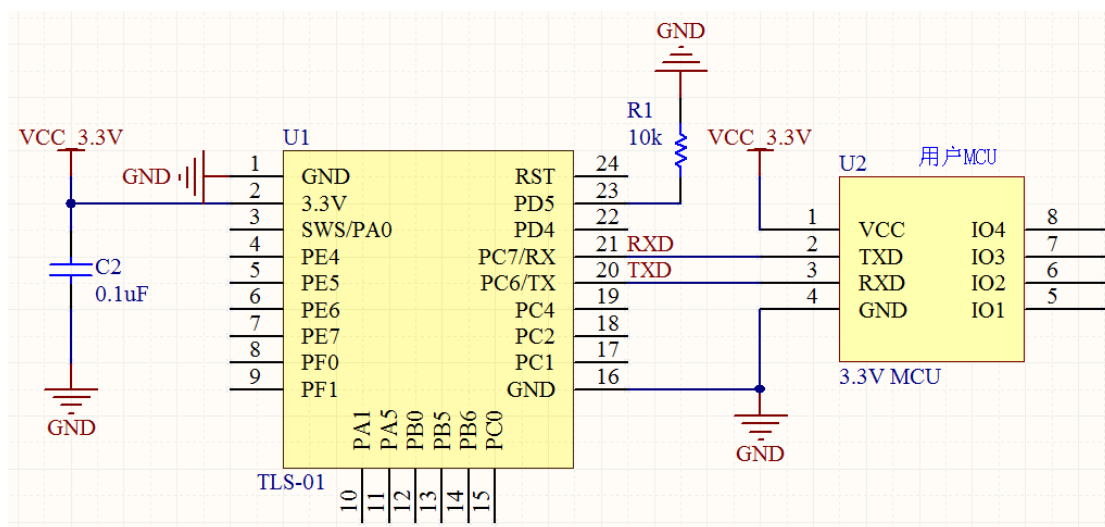 GND
R1
10k
VCC_3.3V
U1
VCC_3.3V
用户MCU
U2
GND
1 GND
2 3.3V
3 SWS/PA0
4 PE4
5 PE5
6 PE6
7 PE7
8 PF0
9 PF1
RST 24
PD5 23
PD4 22
PC7/RX 21 RXD
PC6/TX 20 TXD
PC4 19
PC2 18
PC1 17
GND 16
PA1 PA5 PB0 PB5 PB6 PC0
10 11 12 13 14 15
TLS-01
C2
0.1uF
GND
1 VCC IO4 8
2 TXD IO3 7
3 RXD IO2 6
4 GND IO1 5
3.3V MCU
GND